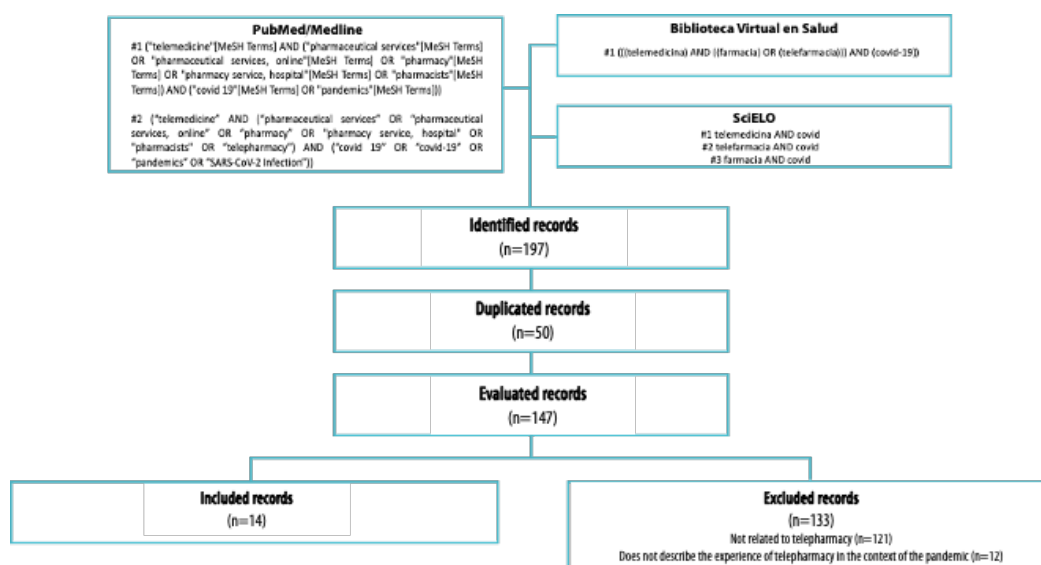 PubMed/Medline
#1 ("telemedicine"[MeSH Terms] AND ("pharmaceutical services"[MeSH Terms]
OR "pharmaceutical services, online"[MeSH Terms] OR "pharmacy"[MeSH
Terms] OR "pharmacy service, hospital"[MeSH Terms] OR "pharmacists"[MeSH
Terms]) AND ("covid 19"[MeSH Terms] OR "pandemics"[MeSH Terms]))
#2 ("telemedicine" AND ("pharmaceutical services" OR "pharmaceutical
services, online" OR "pharmacy" OR "pharmacy service, hospital" OR
"pharmacists" OR "telepharmacy") AND ("covid 19" OR "covid-19" OR
"pandemics" OR "SARS-CoV-2 Infection"))
Biblioteca Virtual en Salud
#1 (((telemedicina) AND ((farmacia) OR (telefarmacia))) AND (covid-19))
SciELO
#1 telemedicina AND covid
#2 telefarmacia AND covid
#3 farmacia AND covid
Identified records
(n=197)
Duplicated records
(n=50)
Evaluated records
(n=147)
Included records
(n=14)
Excluded records
(n=133)
Not related to telepharmacy (n=121)
Does not describe the experience of telepharmacy in the context of the pandemic (n=12)